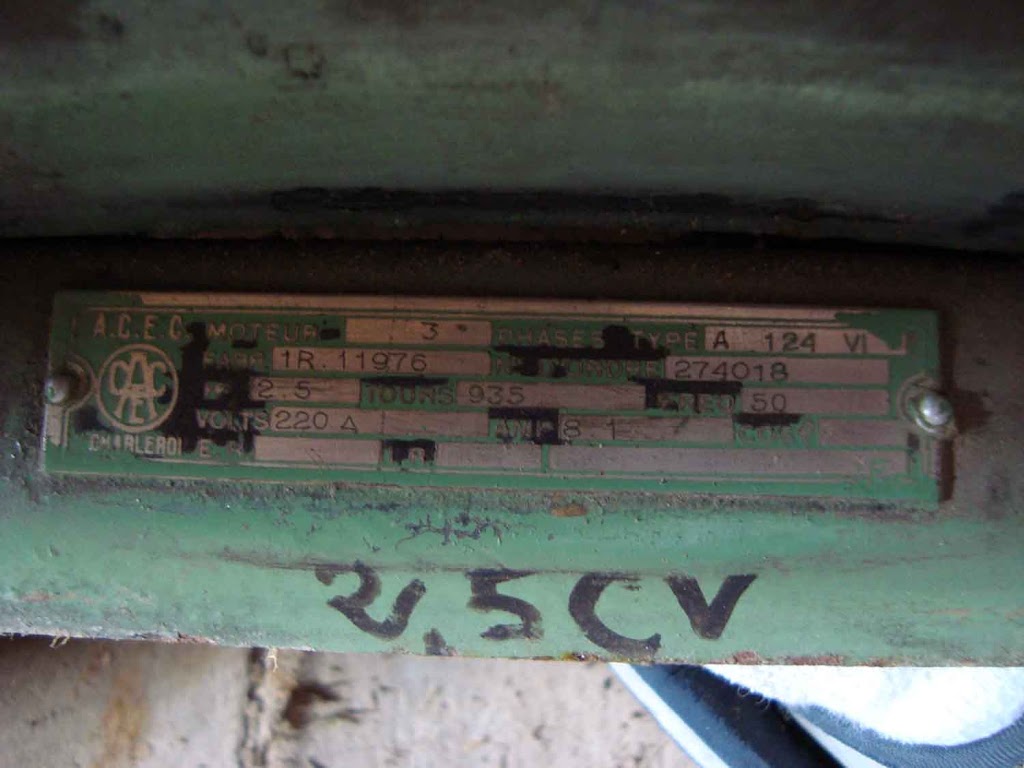 A.C.E.C. MOTEUR 3 PHASES TYPE A 124 VI
FABR 1R.11976 274018
2.5 TOURS 935 50
VOLTS 220 Δ AMP 8 1
CHARLEROI
2,5CV